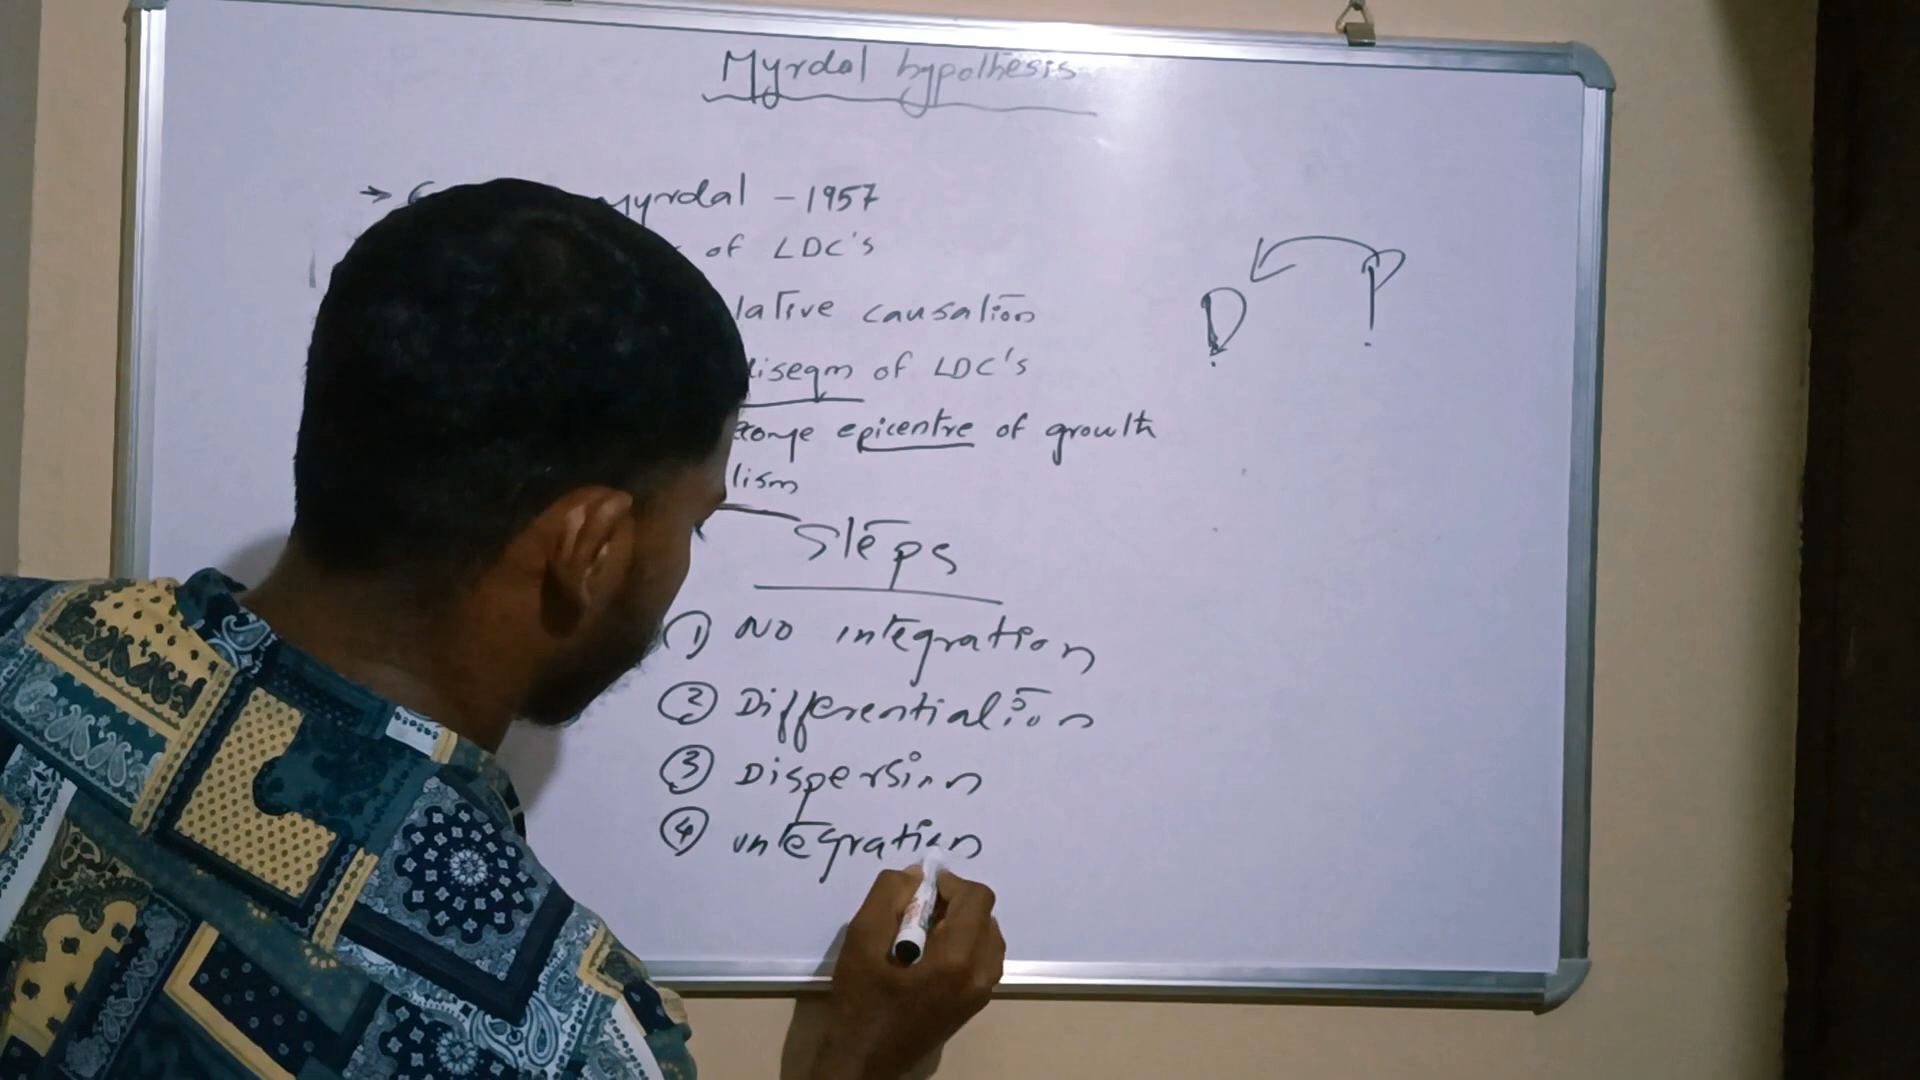 Myrdal hypothesis
→ Myrdal - 1957
of LDC's
lative causation
of LDC's
epicentre of growth
lism
Steps
① NO integration
② Differentiation
③ Dispersion
④ integration
D P